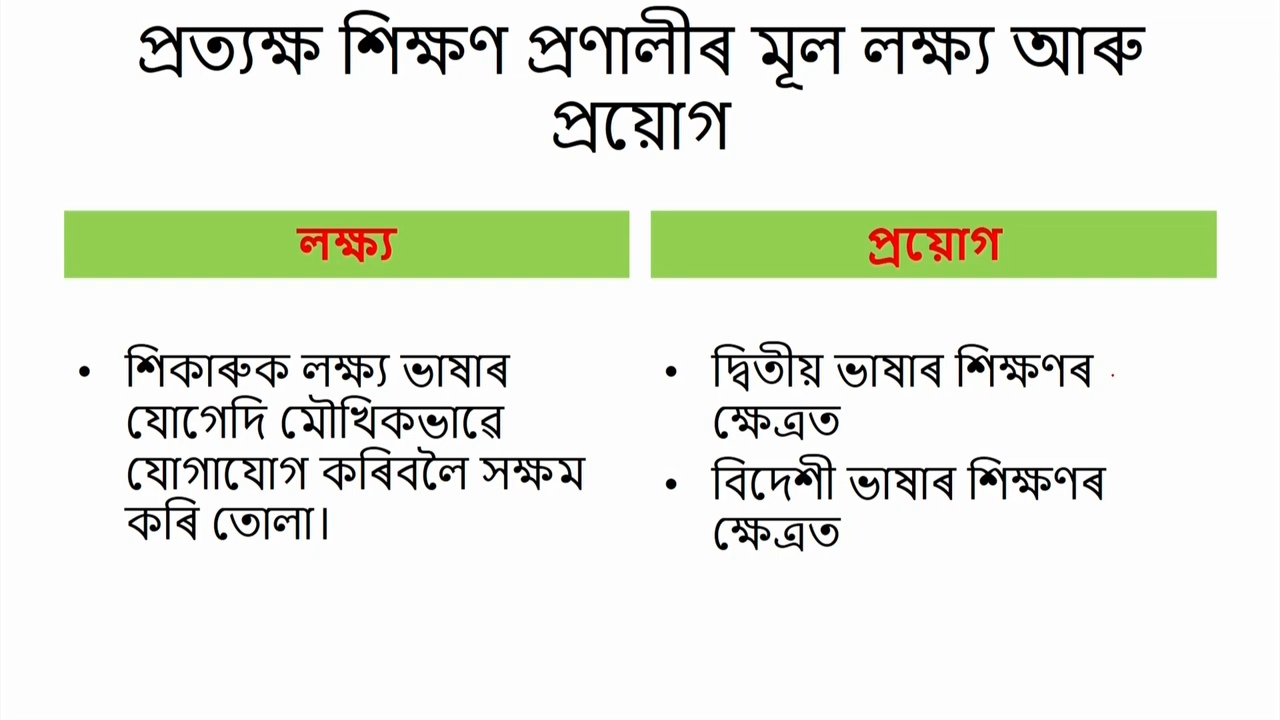 প্ৰত্যক্ষ শিক্ষণ প্ৰণালীৰ মূল লক্ষ্য আৰু
প্ৰয়োগ
লক্ষ্য
• শিকাৰুক লক্ষ্য ভাষাৰ
যোগেদি মৌখিকভাৱে
যোগাযোগ কৰিবলৈ সক্ষম
কৰি তোলা।
প্ৰয়োগ
• দ্বিতীয় ভাষাৰ শিক্ষণৰ
ক্ষেত্ৰত
• বিদেশী ভাষাৰ শিক্ষণৰ
ক্ষেত্ৰত